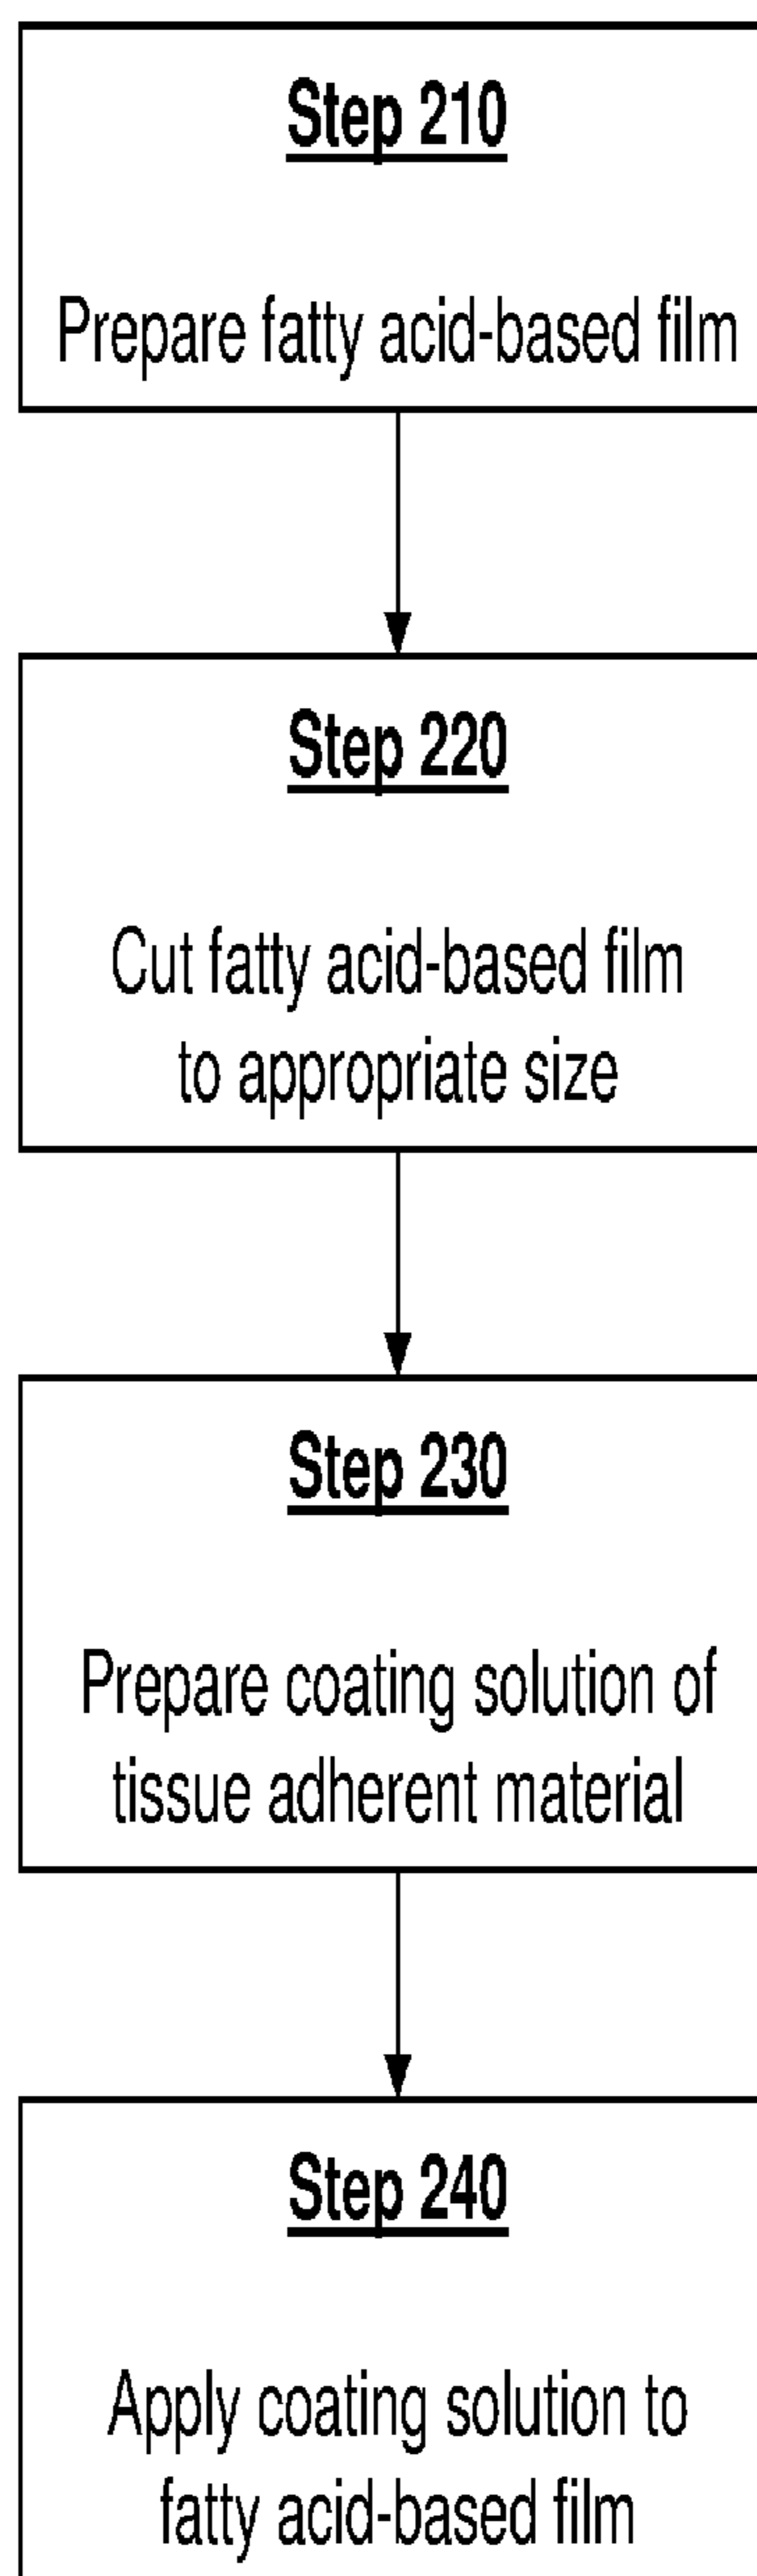 Step 210
Prepare fatty acid-based film
Step 220
Cut fatty acid-based film
to appropriate size
Step 230
Prepare coating solution of
tissue adherent material
Step 240
Apply coating solution to
fatty acid-based film